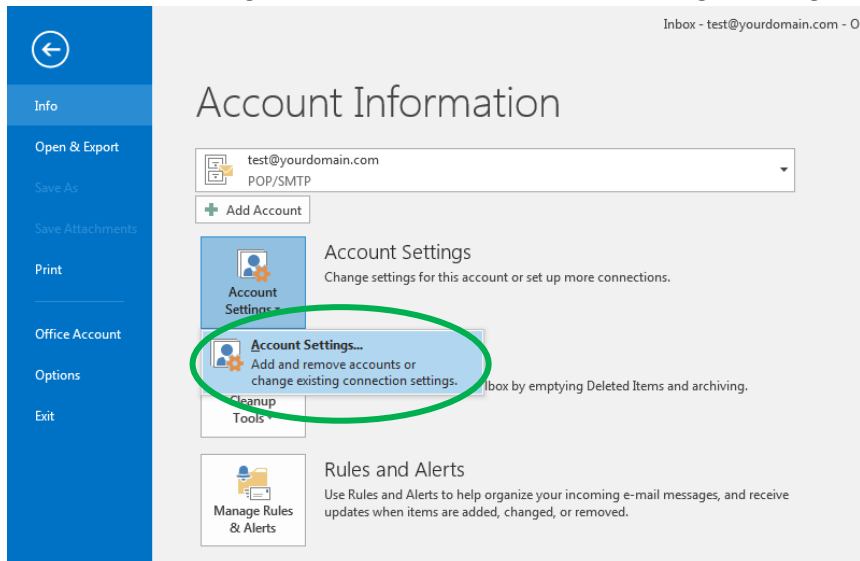 Inbox - test@yourdomain.com - O
Info
Open & Export
Save As
Save Attachments
Print
Office Account
Options
Exit
Account Information
test@yourdomain.com
POP/SMTP
Add Account
Account
Settings
Account Settings
Change settings for this account or set up more connections.
Account Settings...
Add and remove accounts or
change existing connection settings.
lbox by emptying Deleted Items and archiving.
Cleanup
Tools
Manage Rules
& Alerts
Rules and Alerts
Use Rules and Alerts to help organize your incoming e-mail messages, and receive
updates when items are added, changed, or removed.